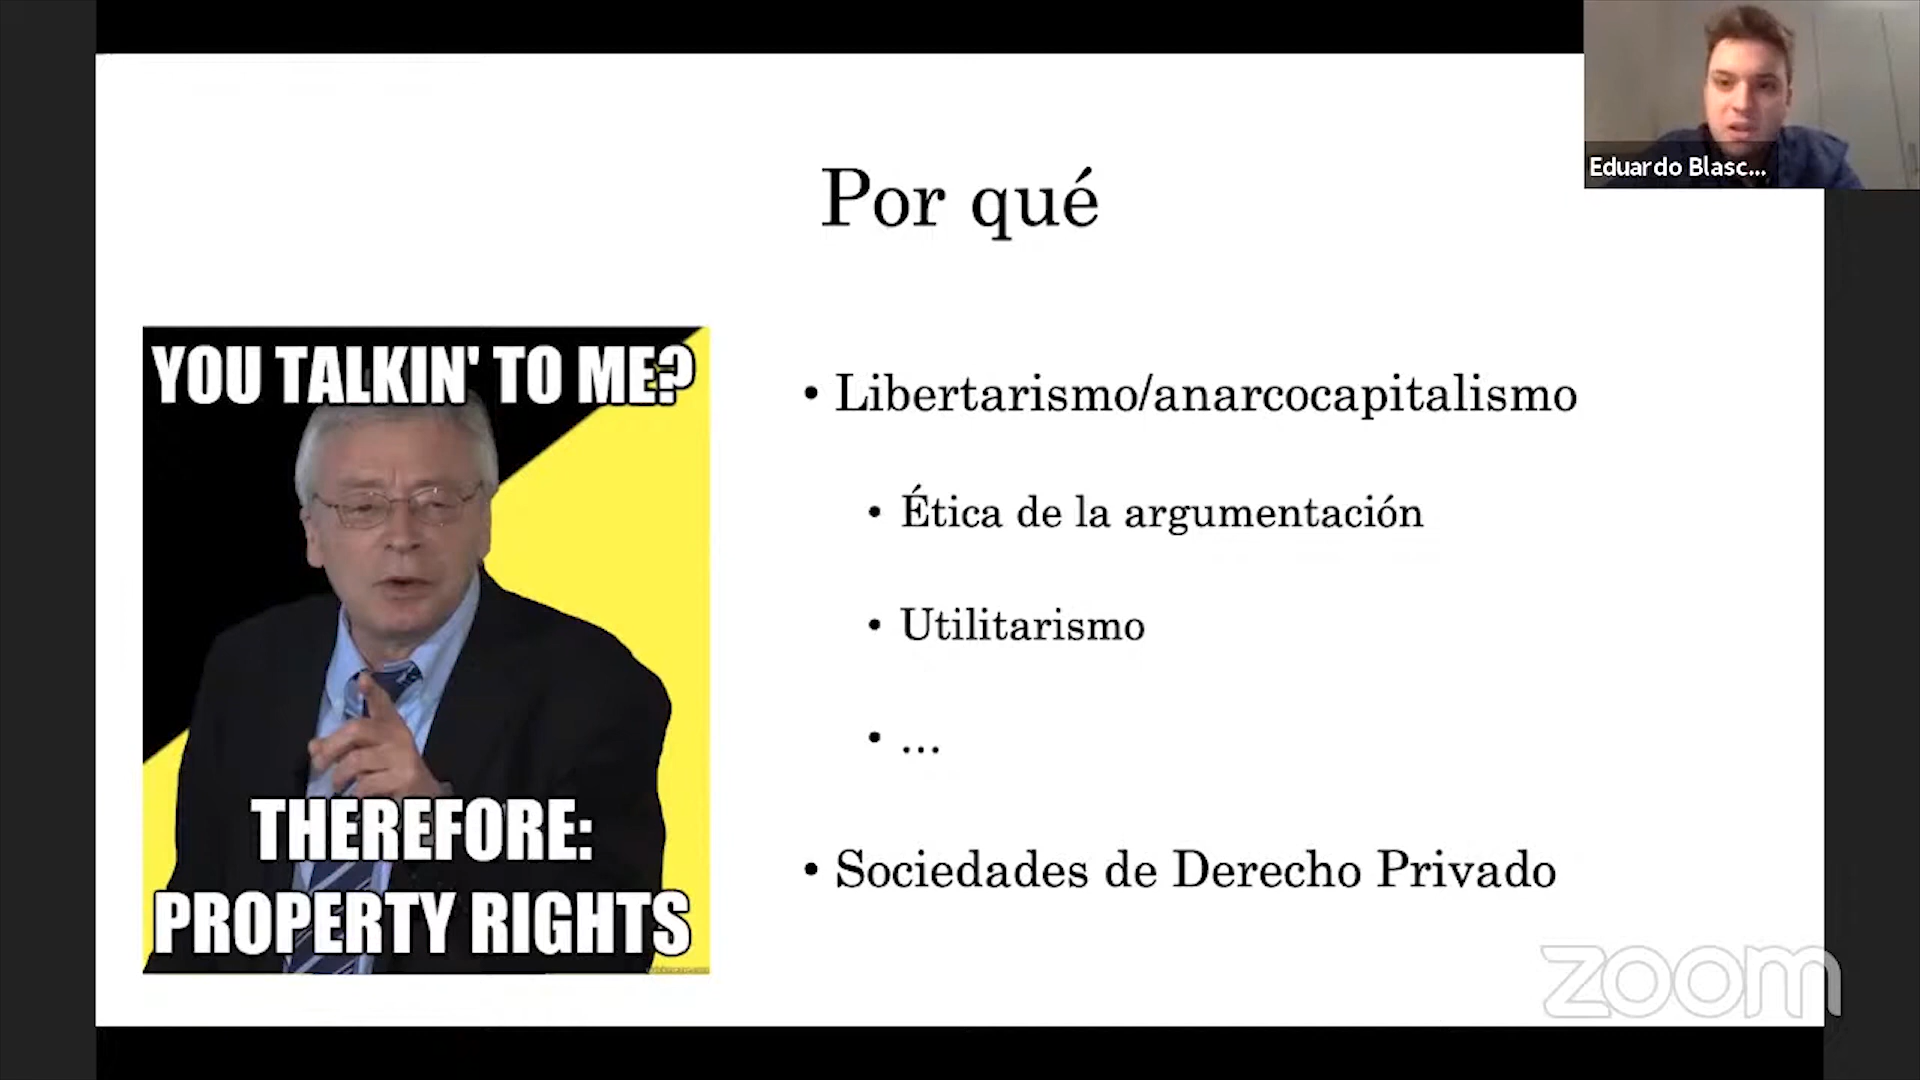 Eduardo Blasc...
Por qué
YOU TALKIN' TO ME?
THEREFORE:
PROPERTY RIGHTS
• Libertarismo/anarcocapitalismo
• Ética de la argumentación
• Utilitarismo
• ...
• Sociedades de Derecho Privado
zoom